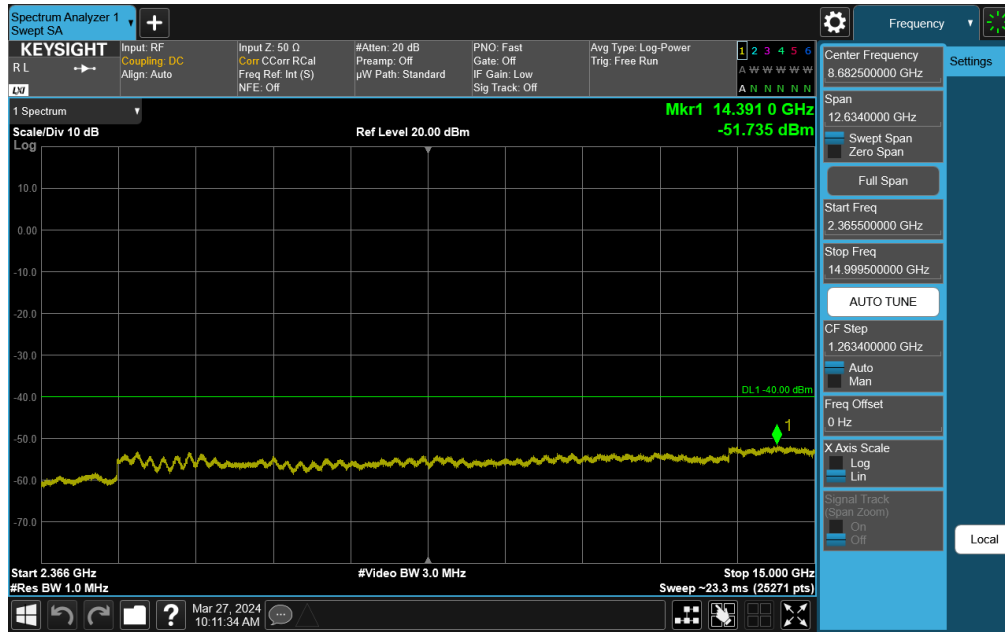 Spectrum Analyzer 1
Swept SA
Frequency
KEYSIGHT
R L
LXI
Input: RF
Coupling: DC
Align: Auto
Input Z: 50 Ω
Corr CCorr RCal
Freq Ref: Int (S)
NFE: Off
#Atten: 20 dB
Preamp: Off
µW Path: Standard
PNO: Fast
Gate: Off
IF Gain: Low
Sig Track: Off
Avg Type: Log-Power
Trig: Free Run
1 2 3 4 5 6
A W W W W W
A N N N N N
1 Spectrum
Scale/Div 10 dB
Log
Ref Level 20.00 dBm
Mkr1 14.391 0 GHz
-51.735 dBm
10.0
0.00
-10.0
-20.0
-30.0
-40.0
-50.0
-60.0
-70.0
DL1 -40.00 dBm
1
Start 2.366 GHz
#Res BW 1.0 MHz
#Video BW 3.0 MHz
Stop 15.000 GHz
Sweep ~23.3 ms (25271 pts)
Center Frequency
8.682500000 GHz
Span
12.6340000 GHz
Swept Span
Zero Span
Full Span
Start Freq
2.365500000 GHz
Stop Freq
14.999500000 GHz
AUTO TUNE
CF Step
1.263400000 GHz
Auto
Man
Freq Offset
0 Hz
X Axis Scale
Log
Lin
Signal Track
(Span Zoom)
On
Off
Settings
Local
?
Mar 27, 2024
10:11:34 AM